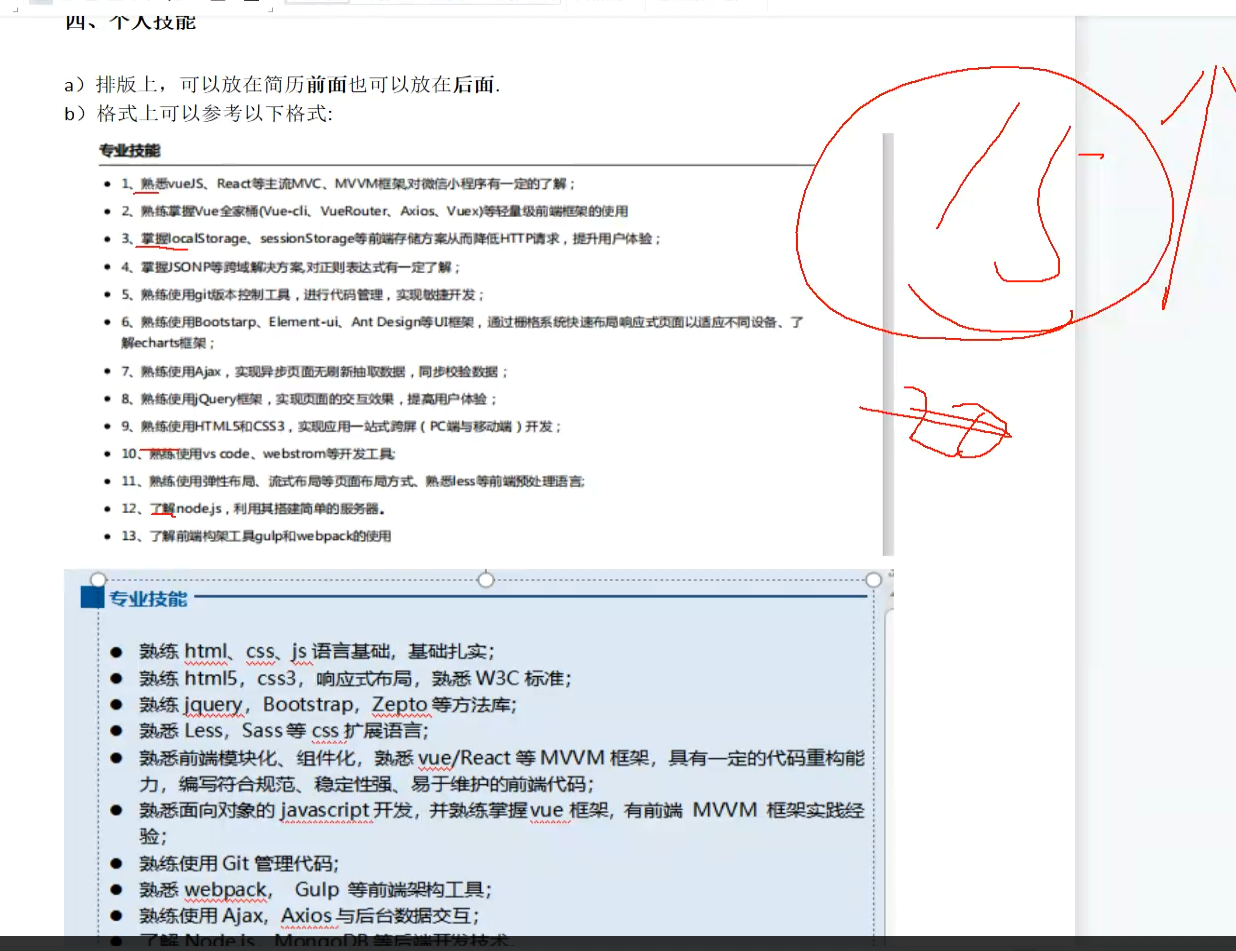 四、个人技能
a）排版上，可以放在简历前面也可以放在后面.
b）格式上可以参考以下格式:
专业技能
• 1、熟悉vueJS、React等主流MVC、MVVM框架,对微信小程序有一定的了解；
• 2、熟练掌握Vue全家桶(Vue-cli、VueRouter、Axios、Vuex)等轻量级前端框架的使用
• 3、掌握localStorage、sessionStorage等前端存储方案从而降低HTTP请求，提升用户体验；
• 4、掌握JSONP等跨域解决方案,对正则表达式有一定了解；
• 5、熟练使用git版本控制工具，进行代码管理，实现敏捷开发；
• 6、熟练使用Bootstarp、Element-ui、Ant Design等UI框架，通过栅格系统快速布局响应式页面以适应不同设备、了
解echarts框架；
• 7、熟练使用Ajax，实现异步页面无刷新抽取数据，同步校验数据；
• 8、熟练使用jQuery框架，实现页面的交互效果，提高用户体验；
• 9、熟练使用HTML5和CSS3，实现应用一站式跨屏（PC端与移动端）开发；
• 10、熟练使用vs code、webstrom等开发工具;
• 11、熟练使用弹性布局、流式布局等页面布局方式、熟悉less等前端预处理语言;
• 12、了解node.js，利用其搭建简单的服务器。
• 13、了解前端构架工具gulp和webpack的使用
专业技能
● 熟练 html、css、js 语言基础，基础扎实；
● 熟练 html5，css3，响应式布局，熟悉 W3C 标准；
● 熟练 jquery，Bootstrap，Zepto 等方法库；
● 熟悉 Less，Sass 等 css 扩展语言；
● 熟悉前端模块化、组件化，熟悉 vue/React 等 MVVM 框架，具有一定的代码重构能
力，编写符合规范、稳定性强、易于维护的前端代码；
● 熟悉面向对象的 javascript 开发，并熟练掌握 vue 框架，有前端 MVVM 框架实践经
验；
● 熟练使用 Git 管理代码;
● 熟悉 webpack， Gulp 等前端架构工具；
● 熟练使用 Ajax，Axios 与后台数据交互；
● 了解 Node.js、MongoDB 等后端开发技术.